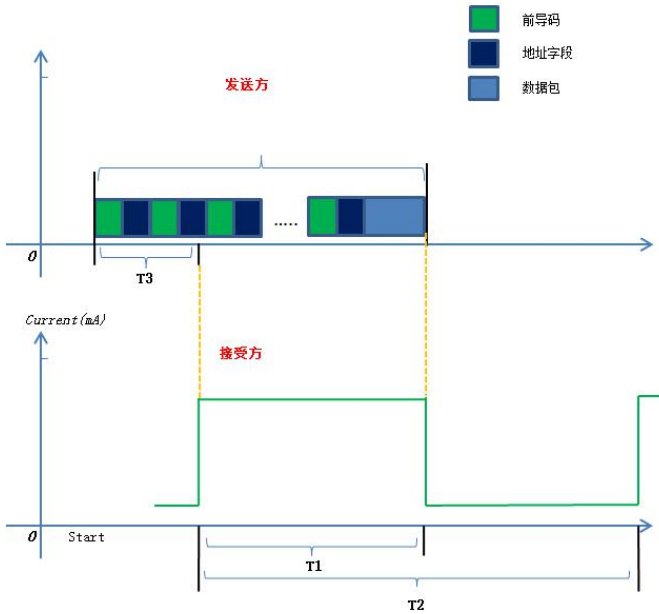 前导码
地址字段
数据包
发送方
.....
0
T3
Current(mA)
接受方
0
Start
T1
T2